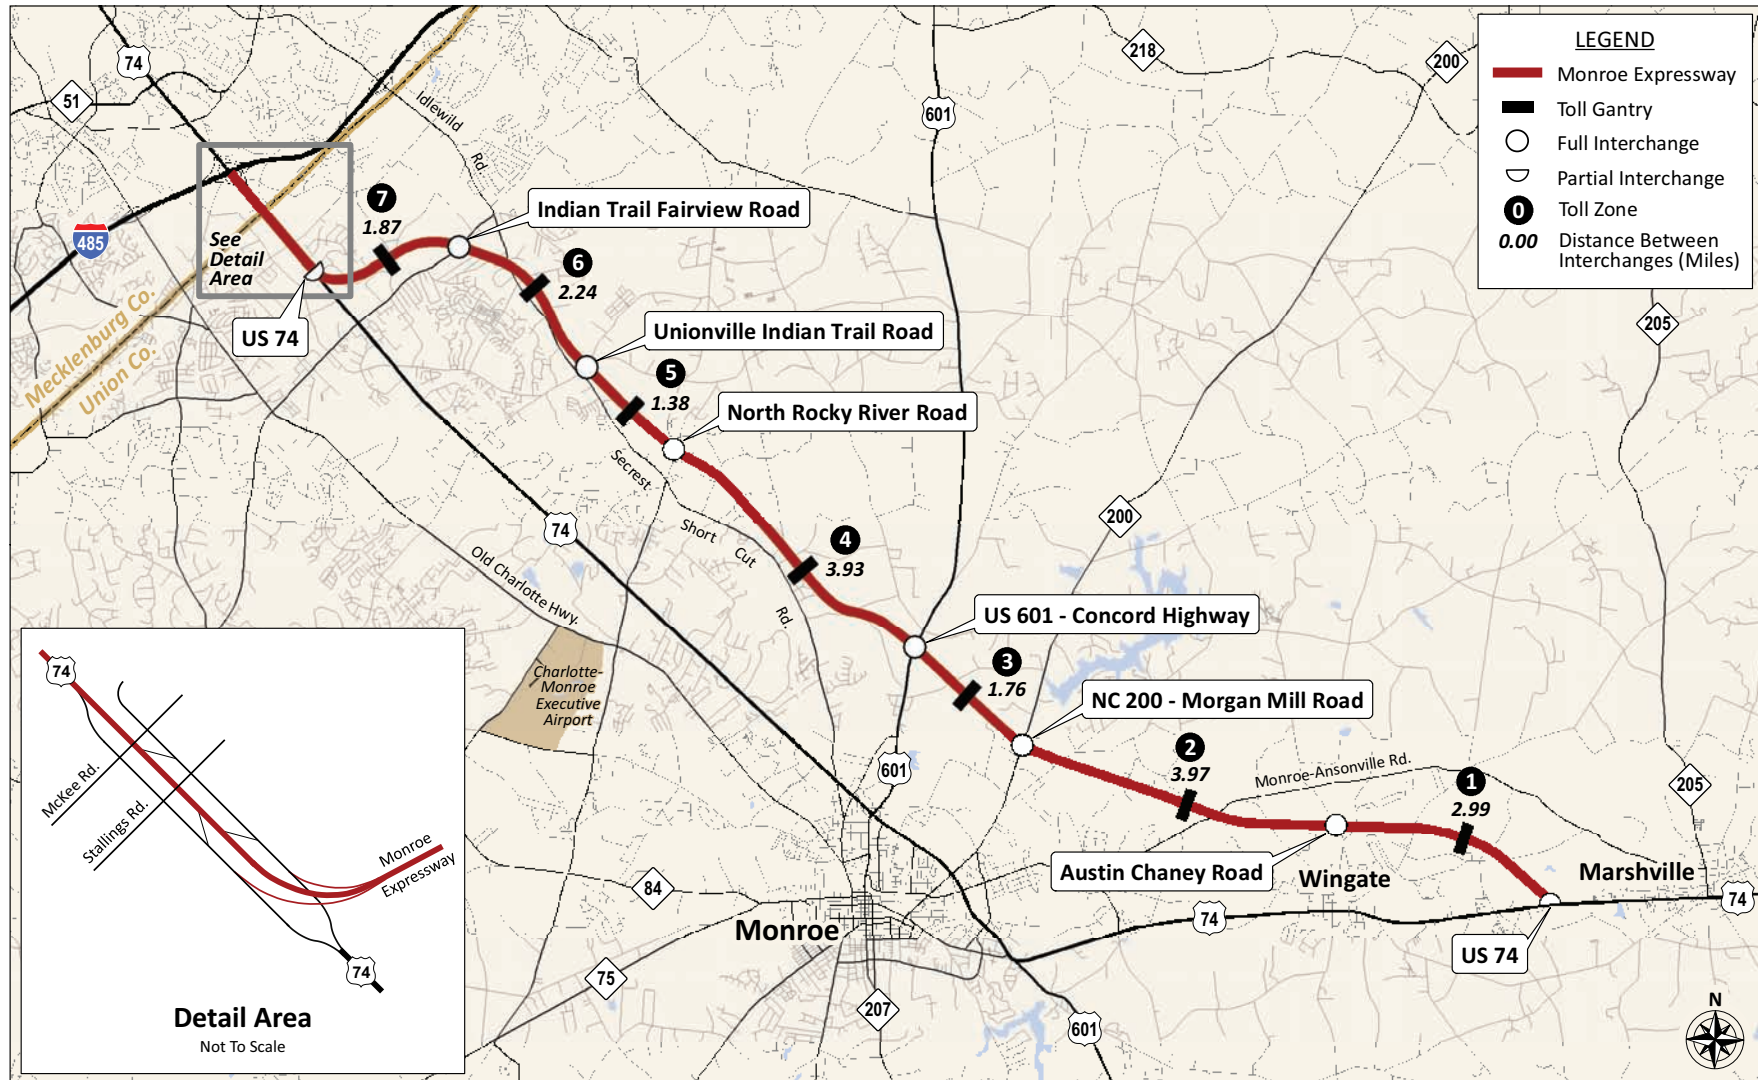 LEGEND
Monroe Expressway
Toll Gantry
Full Interchange
Partial Interchange
0
Toll Zone
0.00
Distance Between
Interchanges (Miles)
74
51
218
200
601
Idlewild
Rd.
485
See
Detail
Area
7
1.87
Indian Trail Fairview Road
6
2.24
US 74
Mecklenburg Co.
Union Co.
Unionville Indian Trail Road
205
5
1.38
North Rocky River Road
Secrest
Short
Cut
Rd.
74
Old Charlotte Hwy.
200
4
3.93
US 601 - Concord Highway
3
1.76
NC 200 - Morgan Mill Road
Charlotte-
Monroe
Executive
Airport
2
3.97
Monroe-Ansonville Rd.
1
2.99
205
601
Austin Chaney Road
Wingate
Marshville
74
74
US 74
84
Monroe
75
207
601
N
74
McKee Rd.
Stallings Rd.
Monroe
Expressway
74
Detail Area
Not To Scale